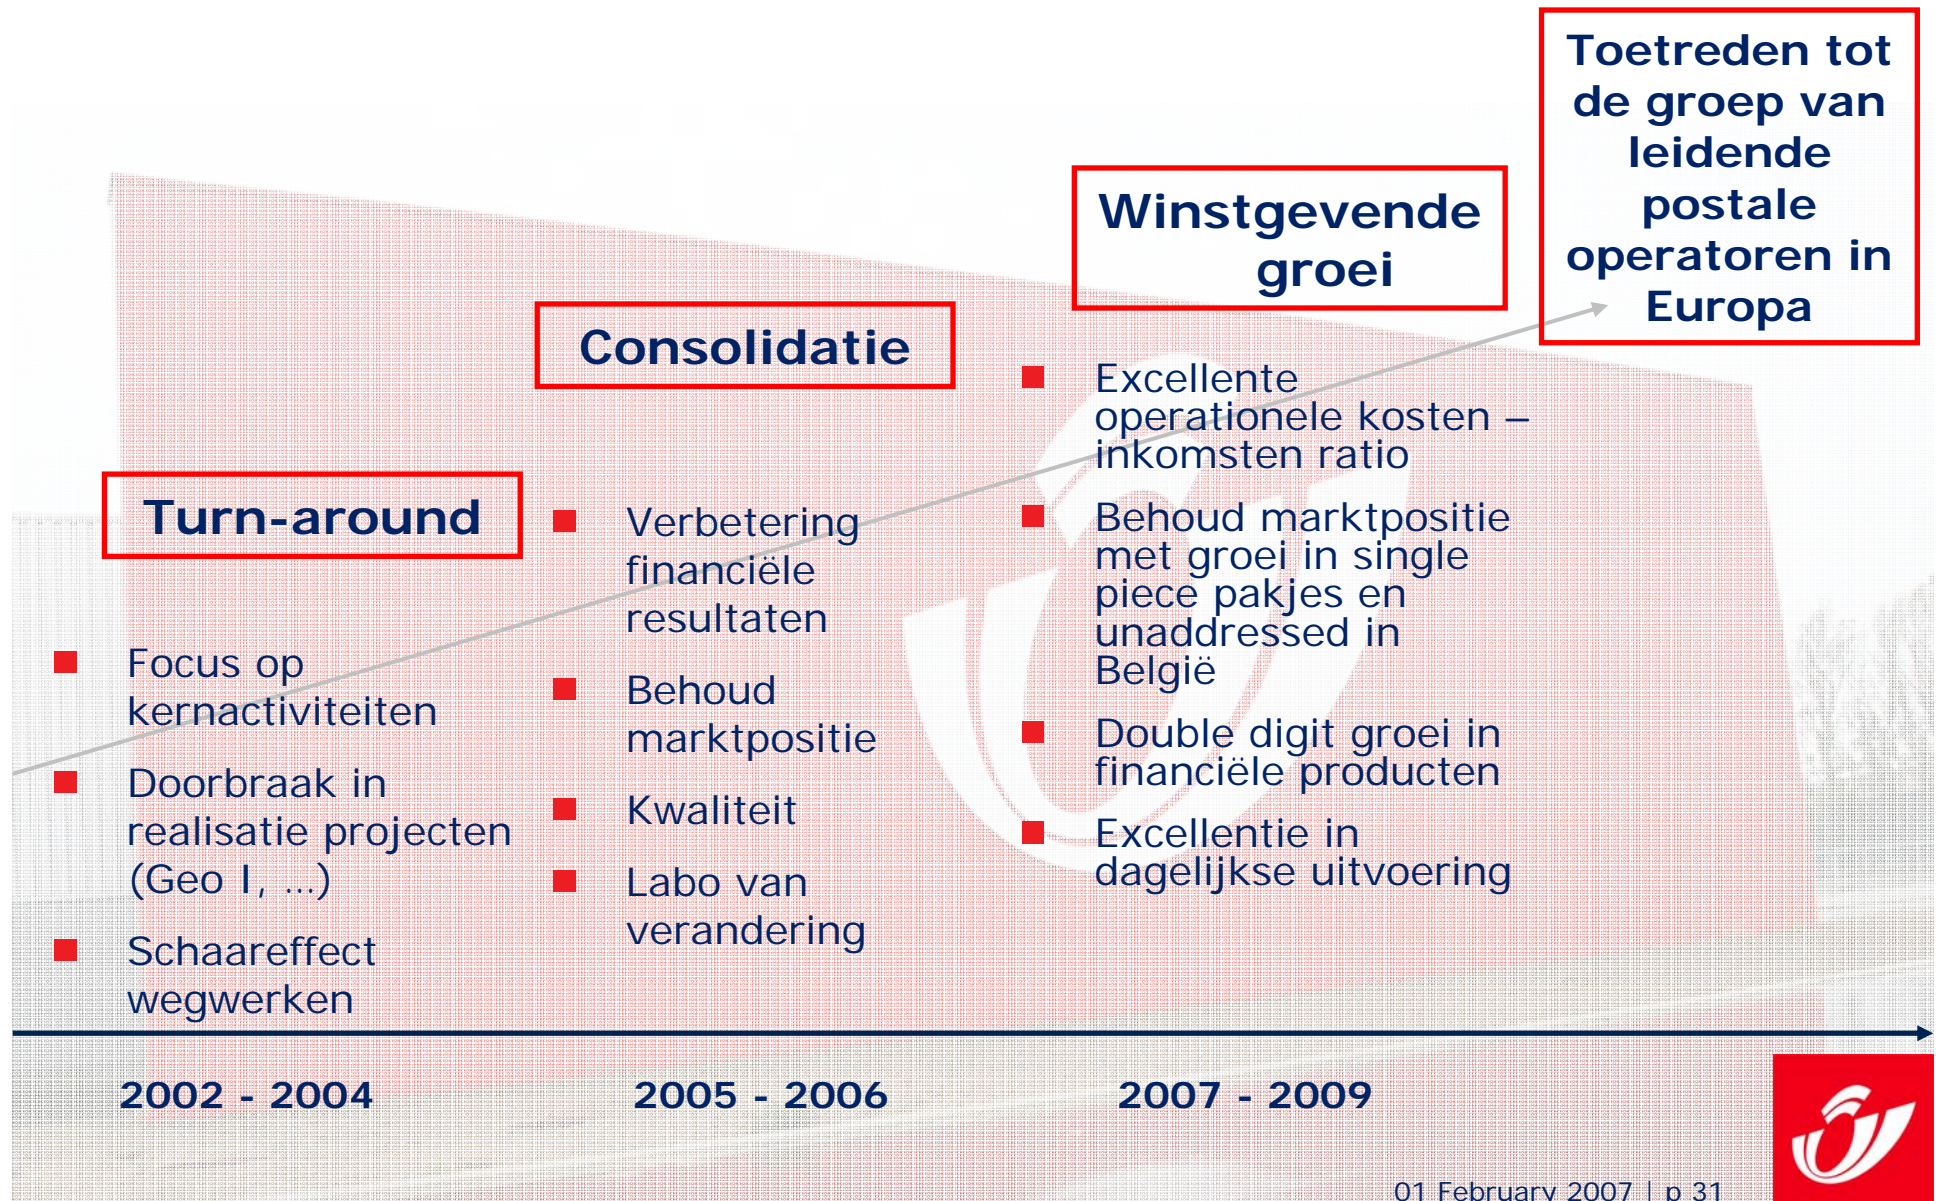 Toetreden tot
de groep van
leidende
postale
operatoren in
Europa
Winstgevende
groei
Consolidatie
Turn-around
Focus op
kernactiviteiten
Doorbraak in
realisatie projecten
(Geo I, ...)
Schaareffect
wegwerken
Verbetering
financiële
resultaten
Behoud
marktpositie
Kwaliteit
Labo van
verandering
Excellente
operationele kosten –
inkomsten ratio
Behoud marktpositie
met groei in single
piece pakjes en
unaddressed in
België
Double digit groei in
financiële producten
Excellentie in
dagelijkse uitvoering
2002 - 2004
2005 - 2006
2007 - 2009
01 February 2007 | p 31